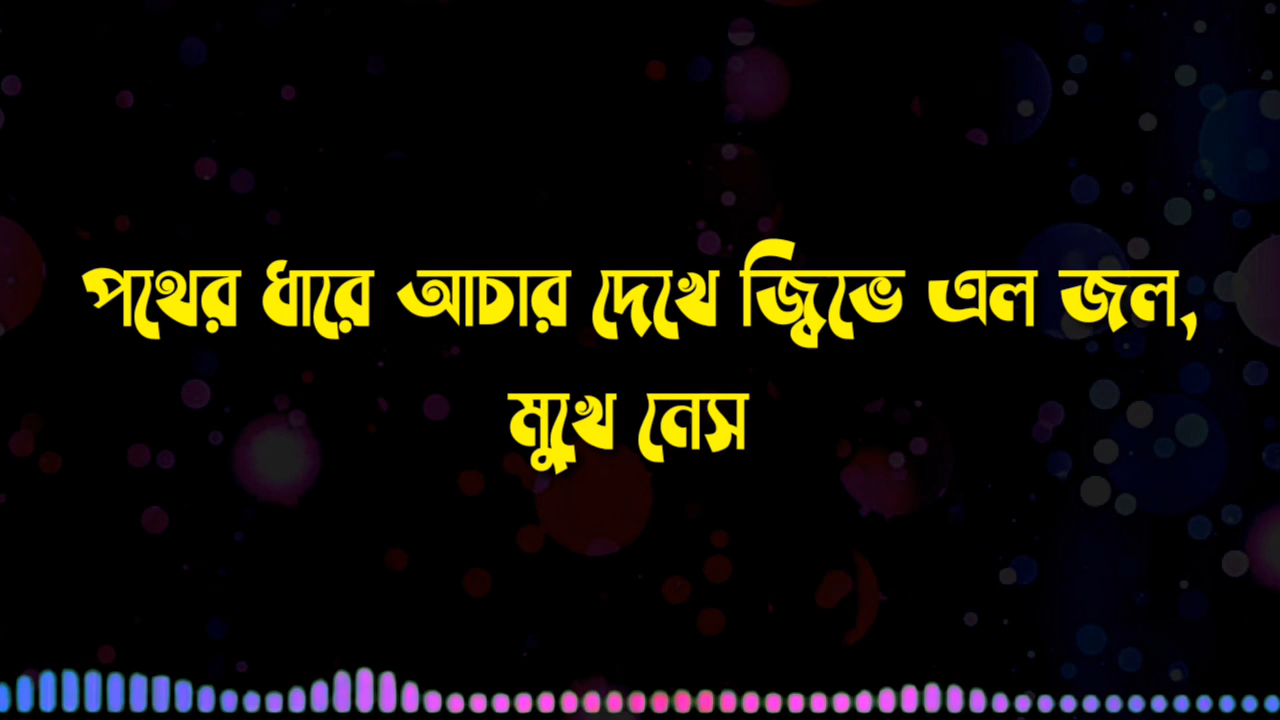 পথের ধারে আচার দেখে জ্বিভে এল জল,
মুখে নেস